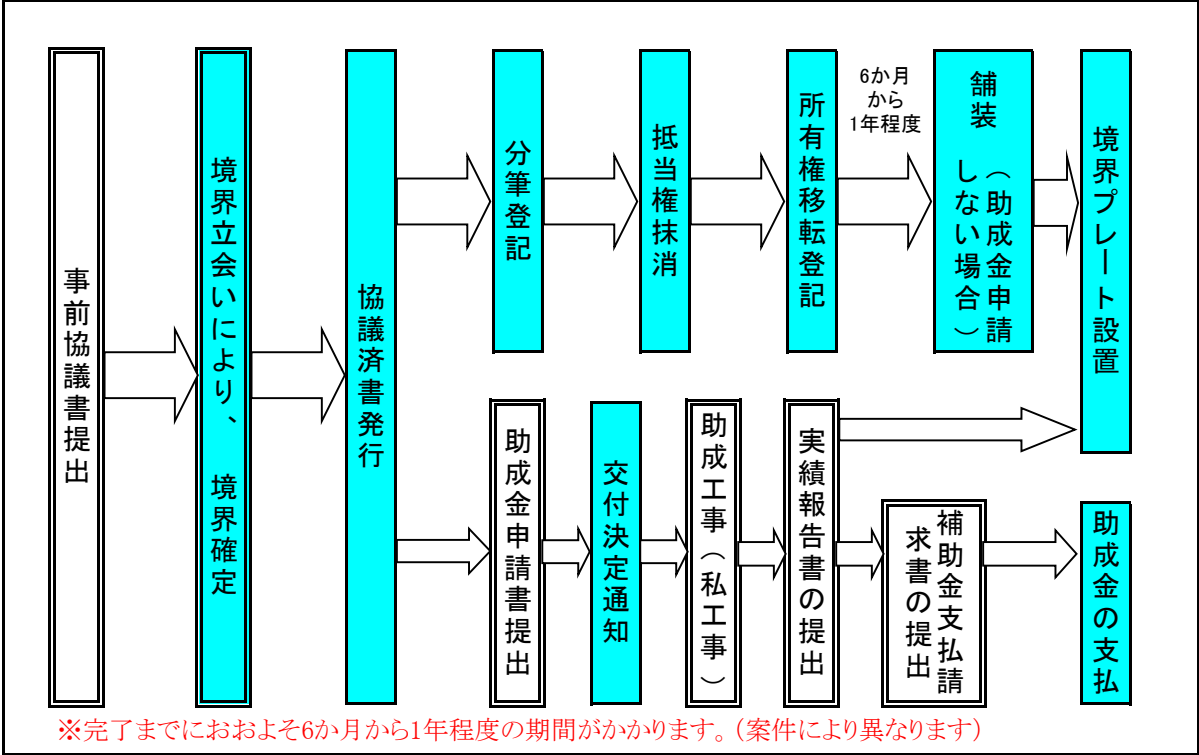 事前協議書提出
境界立会いにより、　境界確定
協議済書発行
分筆登記
抵当権抹消
所有権移転登記
6か月
から
1年程度
舗装
（助成金申請
しない場合）
境界プレート設置
助成金申請書提出
交付決定通知
助成工事（私工事）
実績報告書の提出
補助金支払請
求書の提出
助成金の支払
※完了までにおおよそ6か月から1年程度の期間がかかります。（案件により異なります）